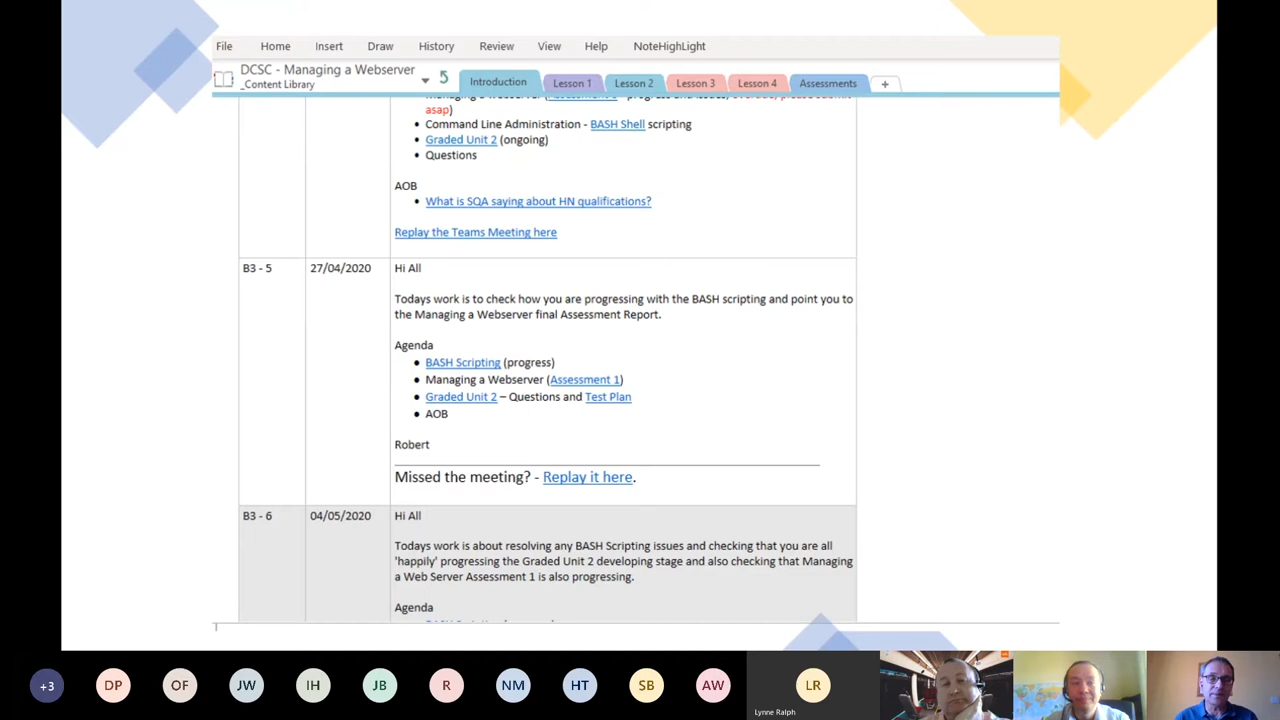 File Home Insert Draw History Review View Help NoteHighLight
DCSC - Managing a Webserver
_Content Library
Introduction Lesson 1 Lesson 2 Lesson 3 Lesson 4 Assessments +
asap)
• Command Line Administration - BASH Shell scripting
• Graded Unit 2 (ongoing)
• Questions
AOB
• What is SQA saying about HN qualifications?
Replay the Teams Meeting here
B3 - 5 27/04/2020 Hi All
Todays work is to check how you are progressing with the BASH scripting and point you to
the Managing a Webserver final Assessment Report.
Agenda
• BASH Scripting (progress)
• Managing a Webserver (Assessment 1)
• Graded Unit 2 – Questions and Test Plan
• AOB
Robert
Missed the meeting? - Replay it here.
B3 - 6 04/05/2020 Hi All
Todays work is about resolving any BASH Scripting issues and checking that you are all
'happily' progressing the Graded Unit 2 developing stage and also checking that Managing
a Web Server Assessment 1 is also progressing.
Agenda
+3 DP OF JW IH JB R NM HT SB AW LR
Lynne Ralph